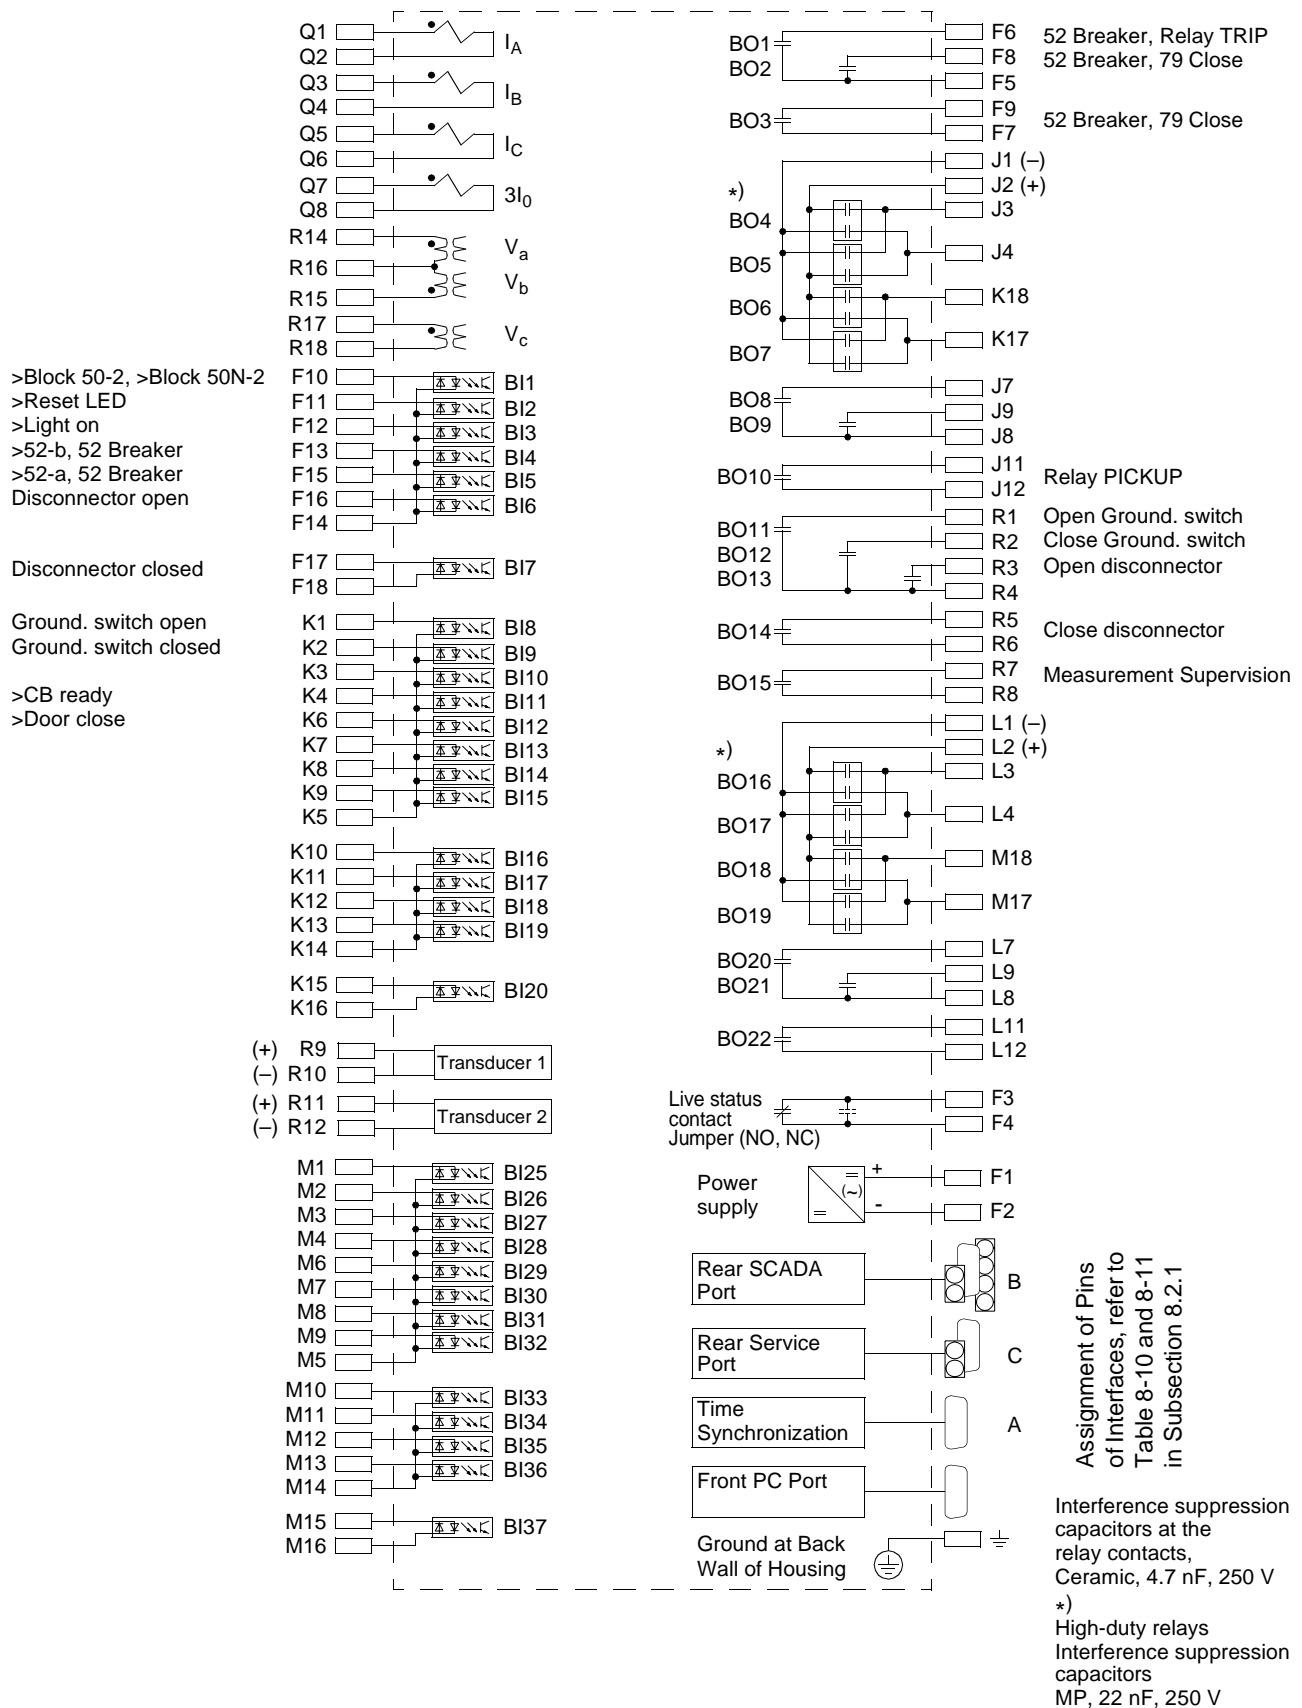 Q1
Q2
I_A
Q3
Q4
I_B
Q5
Q6
I_C
Q7
Q8
3I_0
R14
R16
R15
V_a
V_b
R17
R18
V_c
>Block 50-2, >Block 50N-2 F10 BI1
>Reset LED F11 BI2
>Light on F12 BI3
>52-b, 52 Breaker F13 BI4
>52-a, 52 Breaker F15 BI5
Disconnector open F16 BI6
F14
Disconnector closed F17 BI7
F18
Ground. switch open K1 BI8
Ground. switch closed K2 BI9
K3 BI10
>CB ready K4 BI11
>Door close K6 BI12
K7 BI13
K8 BI14
K9 BI15
K5
K10 BI16
K11 BI17
K12 BI18
K13 BI19
K14
K15 BI20
K16
(+) R9
(–) R10
Transducer 1
(+) R11
(–) R12
Transducer 2
M1 BI25
M2 BI26
M3 BI27
M4 BI28
M6 BI29
M7 BI30
M8 BI31
M9 BI32
M5
M10 BI33
M11 BI34
M12 BI35
M13 BI36
M14
M15 BI37
M16
BO1 F6 52 Breaker, Relay TRIP
BO2 F8 52 Breaker, 79 Close
F5
BO3 F9
F7
52 Breaker, 79 Close
J1 (–)
J2 (+)
*)
BO4 J3
BO5 J4
BO6 K18
BO7 K17
BO8 J7
BO9 J9
J8
BO10 J11
J12
Relay PICKUP
BO11 R1 Open Ground. switch
BO12 R2 Close Ground. switch
BO13 R3 Open disconnector
R4
BO14 R5
R6
Close disconnector
BO15 R7
R8
Measurement Supervision
L1 (–)
L2 (+)
*)
BO16 L3
BO17 L4
BO18 M18
BO19 M17
BO20 L7
BO21 L9
L8
BO22 L11
L12
Live status
contact
Jumper (NO, NC)
F3
F4
Power
supply
=
(~)
=
+ F1
- F2
Rear SCADA
Port
B
Rear Service
Port
C
Time
Synchronization
A
Front PC Port
Ground at Back
Wall of Housing
Assignment of Pins
of Interfaces, refer to
Table 8-10 and 8-11
in Subsection 8.2.1
Interference suppression
capacitors at the
relay contacts,
Ceramic, 4.7 nF, 250 V
*)
High-duty relays
Interference suppression
capacitors
MP, 22 nF, 250 V